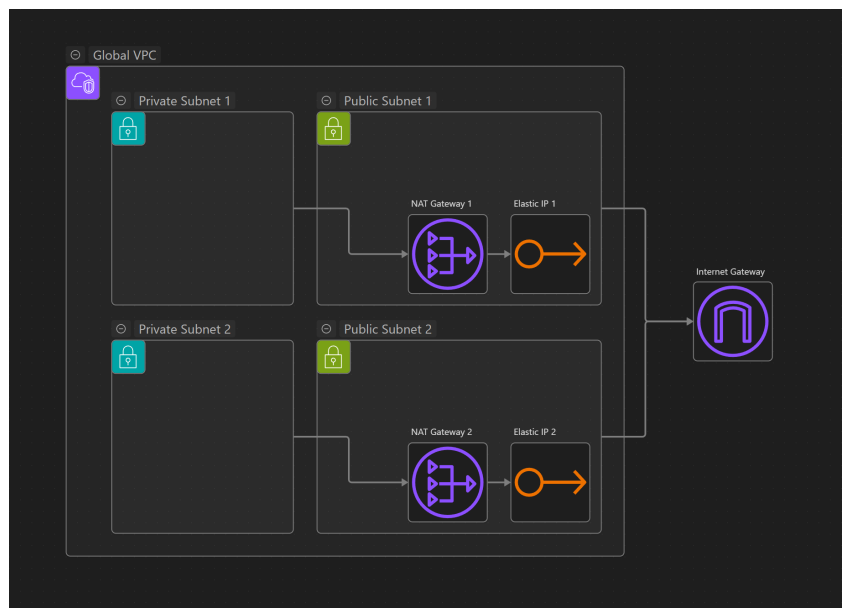 Global VPC
Private Subnet 1
Public Subnet 1
NAT Gateway 1
Elastic IP 1
Internet Gateway
Private Subnet 2
Public Subnet 2
NAT Gateway 2
Elastic IP 2